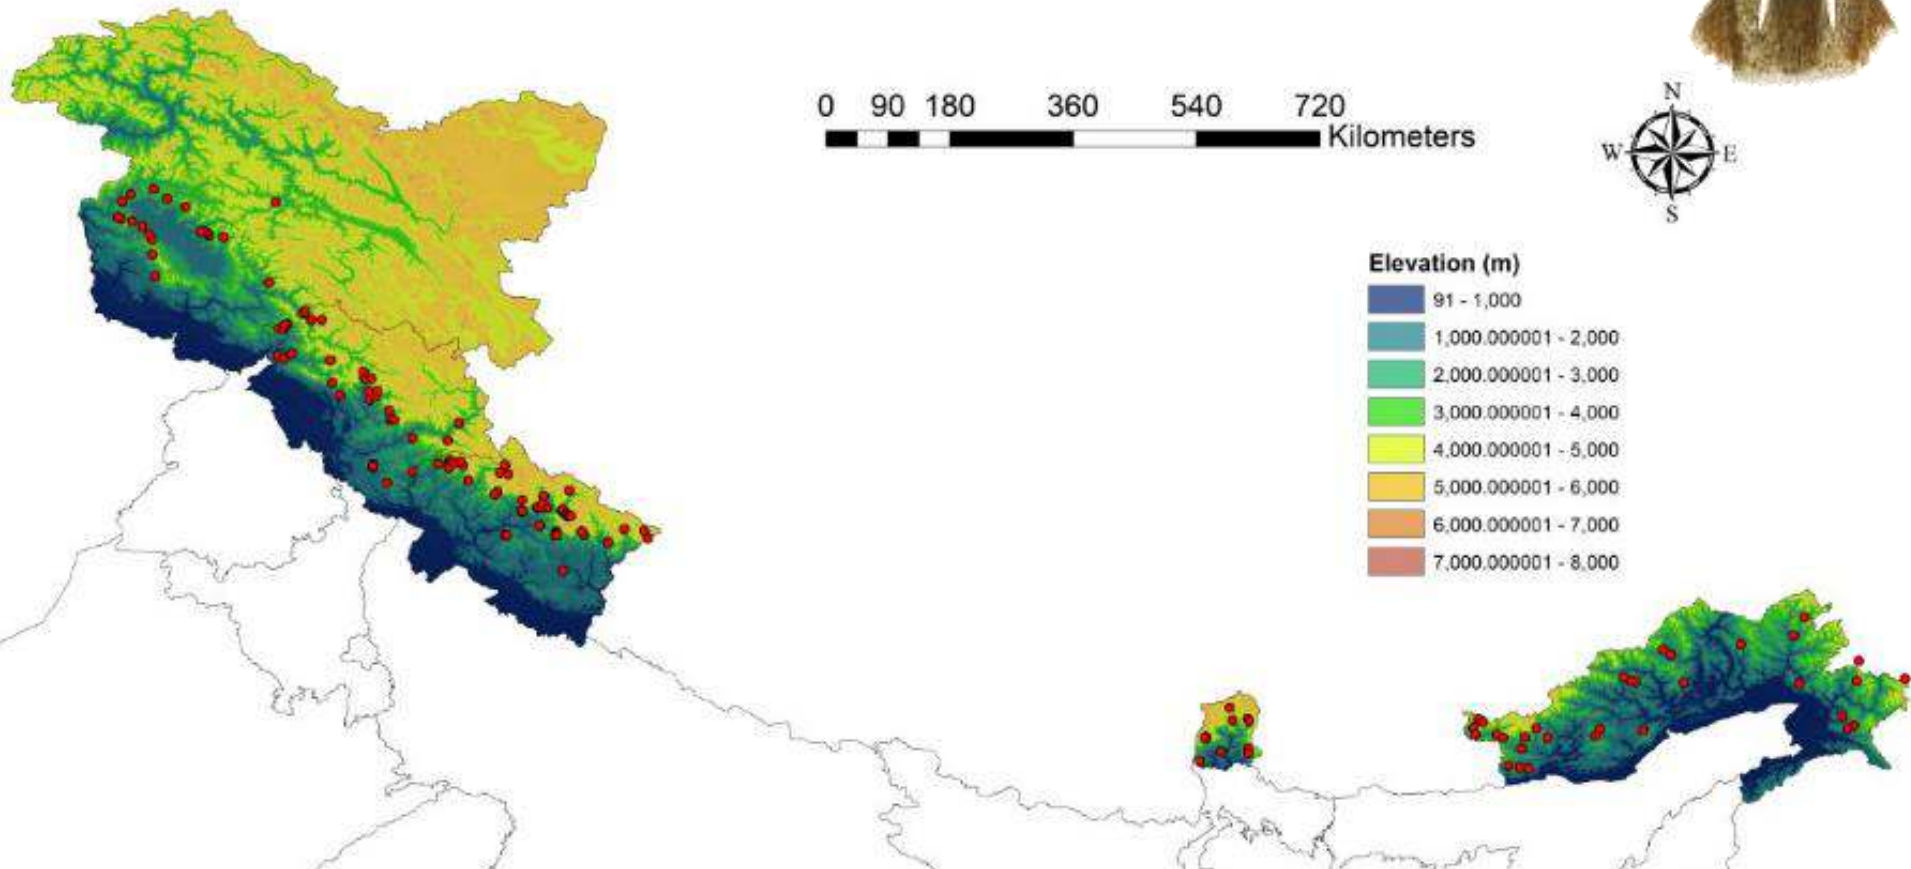 0 90 180 360 540 720
Kilometers
N
W E
S
Elevation (m)
91 - 1,000
1,000.000001 - 2,000
2,000.000001 - 3,000
3,000.000001 - 4,000
4,000.000001 - 5,000
5,000.000001 - 6,000
6,000.000001 - 7,000
7,000.000001 - 8,000